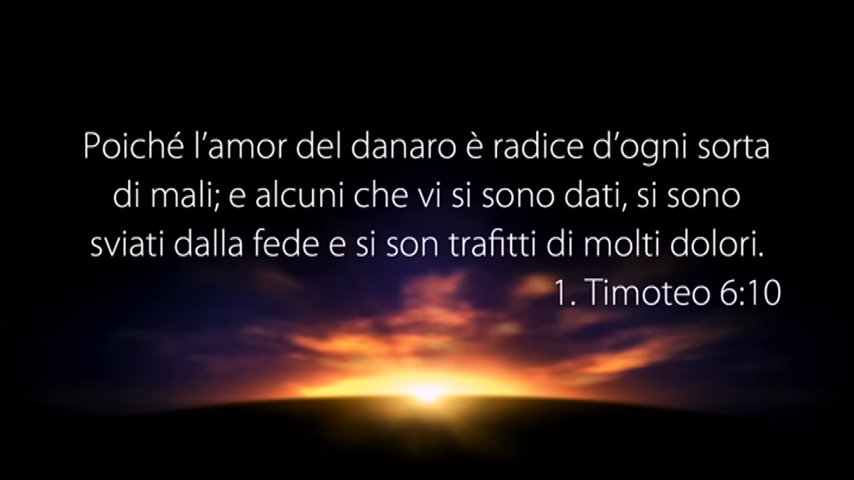 Poiché l’amor del danaro è radice d’ogni sorta
di mali; e alcuni che vi si sono dati, si sono
sviati dalla fede e si son trafitti di molti dolori.
1. Timoteo 6:10